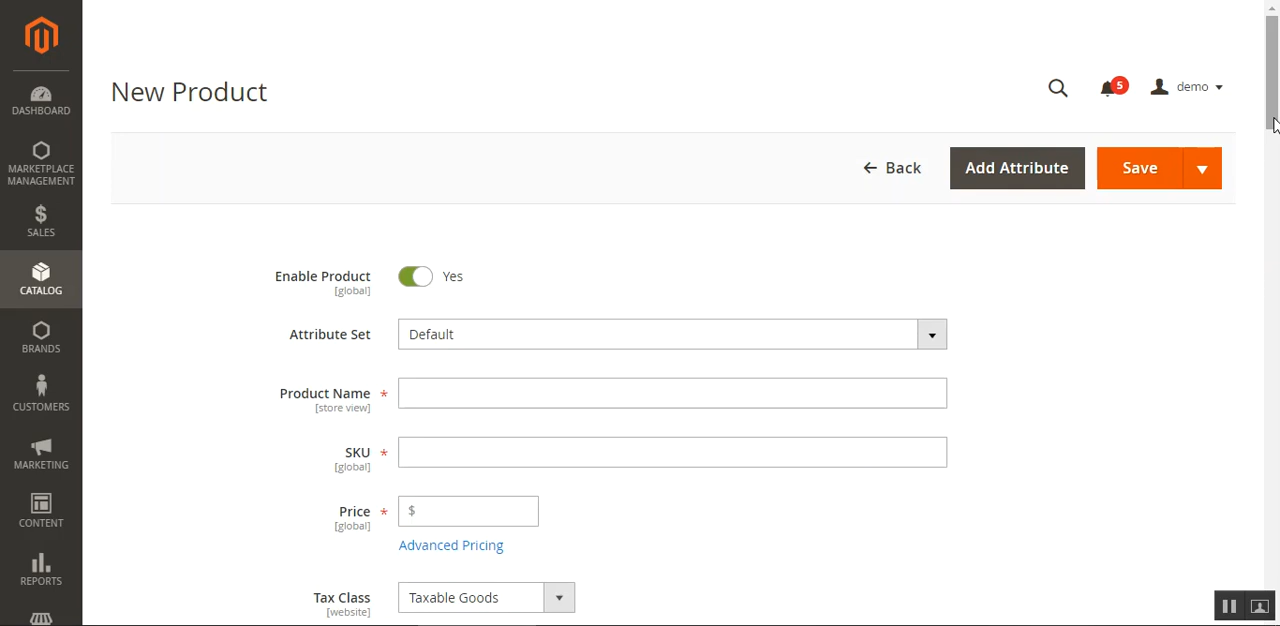 New Product
5
demo
Back
Add Attribute
Save
DASHBOARD
MARKETPLACE
MANAGEMENT
SALES
CATALOG
BRANDS
CUSTOMERS
MARKETING
CONTENT
REPORTS
Enable Product
[global]
Yes
Attribute Set
Default
Product Name *
[store view]
SKU *
[global]
Price *
[global]
$
Advanced Pricing
Tax Class
[website]
Taxable Goods